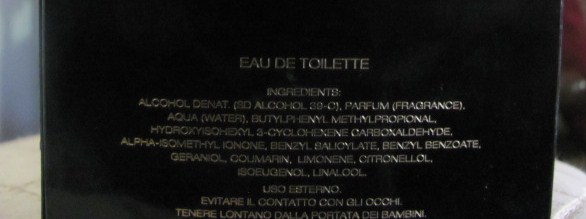 EAU DE TOILETTE
INGREDIENTS:
ALCOHOL DENAT. (SD ALCOHOL 39-C), PARFUM (FRAGRANCE),
AQUA (WATER), BUTYLPHENYL METHYLPROPIONAL,
HYDROXYISOHEXYL 3-CYCLOHEXENE CARBOXALDEHYDE,
ALPHA-ISOMETHYL IONONE, BENZYL SALICYLATE, BENZYL BENZOATE,
GERANIOL, COUMARIN, LIMONENE, CITRONELLOL,
ISOEUGENOL, LINALOOL.
USO ESTERNO.
EVITARE IL CONTATTO CON GLI OCCHI.
TENERE LONTANO DALLA PORTATA DEI BAMBINI.